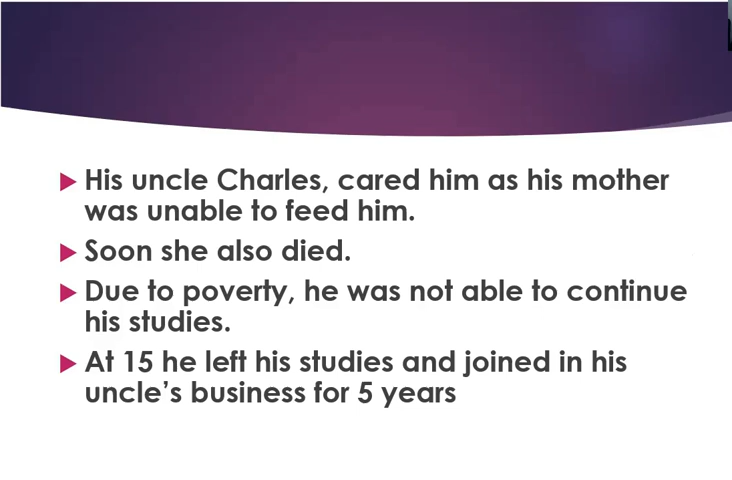 His uncle Charles, cared him as his mother
was unable to feed him.
Soon she also died.
Due to poverty, he was not able to continue
his studies.
At 15 he left his studies and joined in his
uncle’s business for 5 years